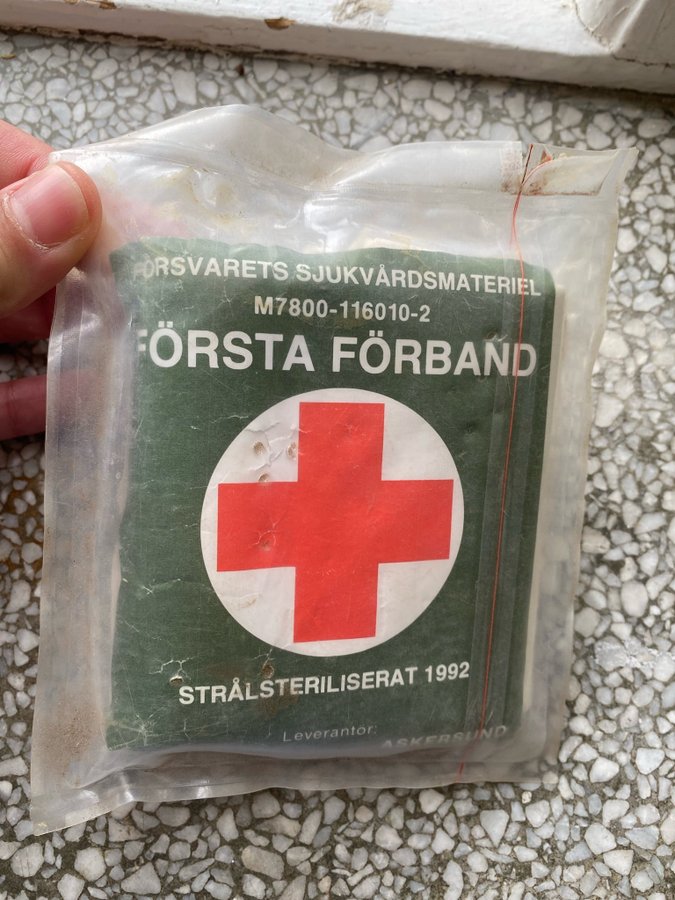 FÖRSVARETS SJUKVÅRDSMATERIEL
M7800-116010-2
FÖRSTA FÖRBAND
STRÅLSTERILISERAT 1992
Leverantör:
ASKERSUND